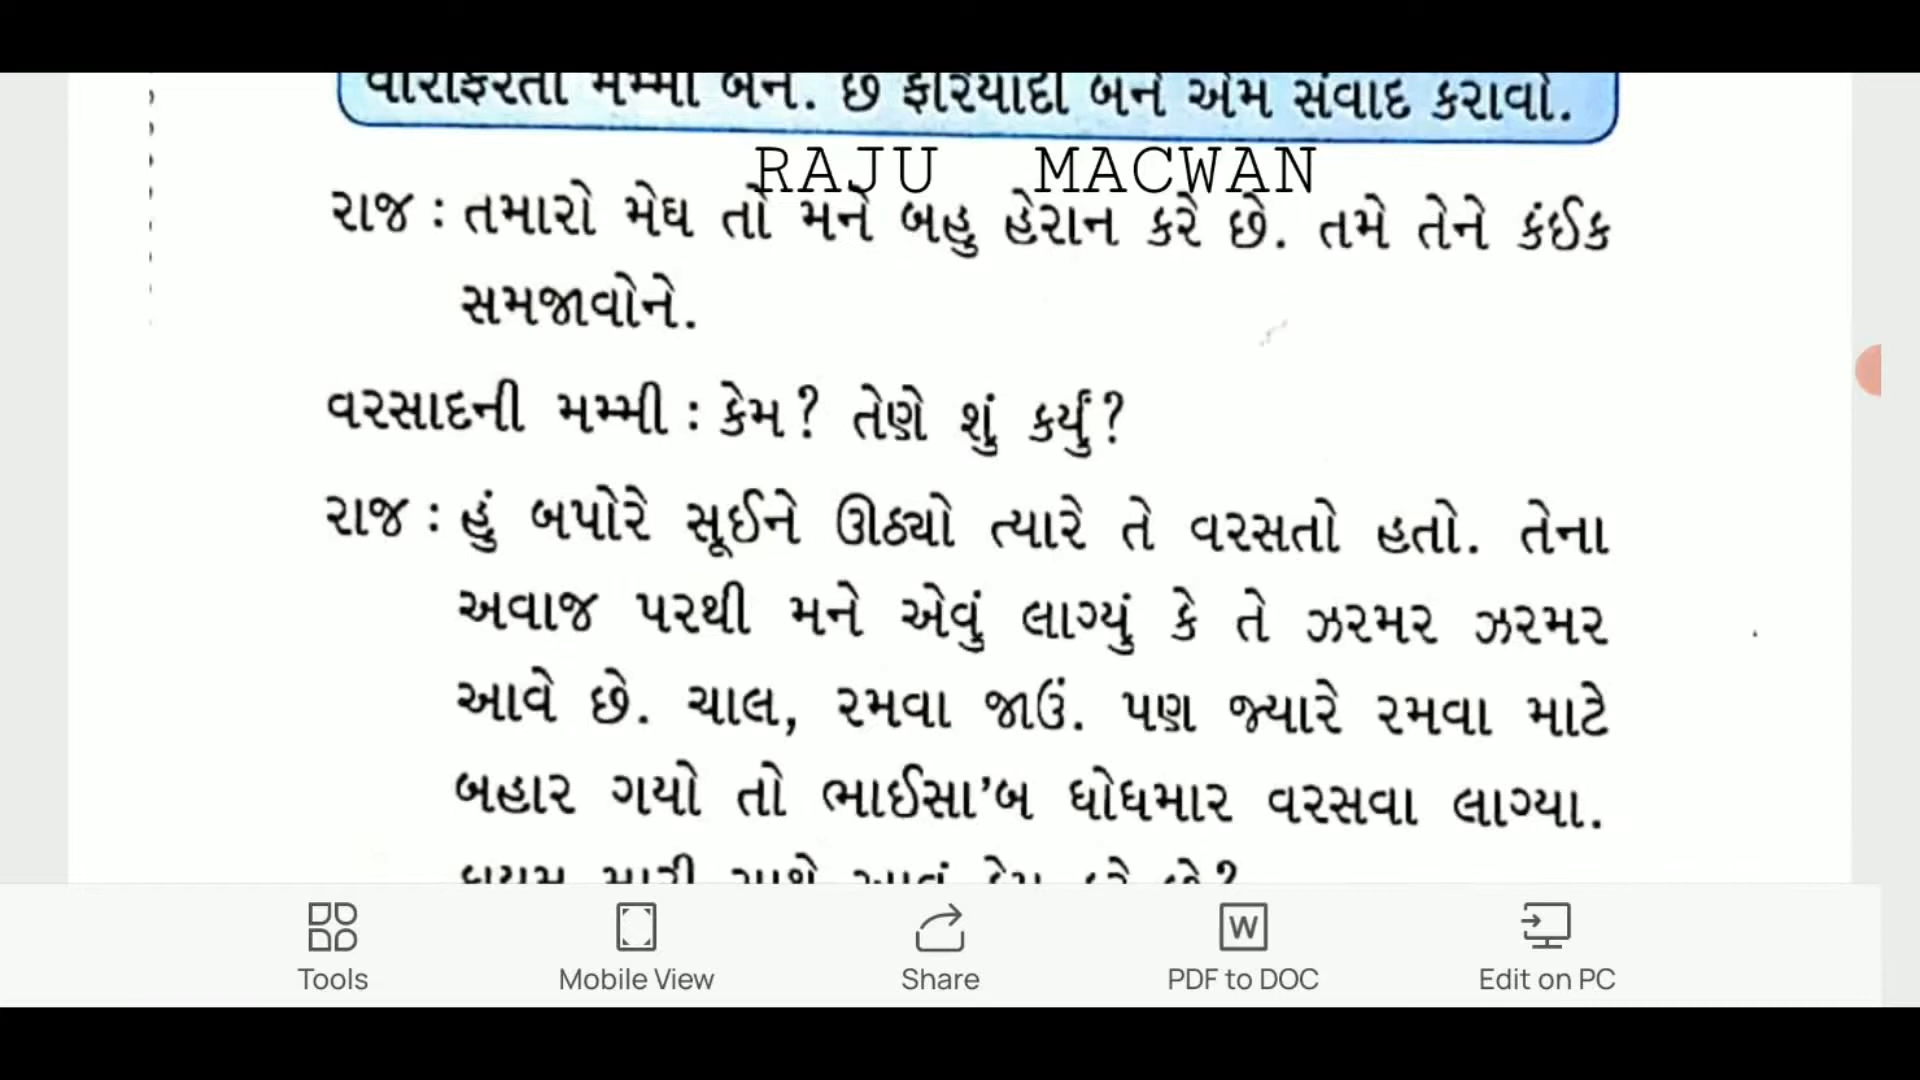 વારાફરતી મમ્મી બને. છ ફરિયાદી બને એમ સંવાદ કરાવો.
RAJU MACWAN
રાજ : તમારો મેઘ તો મને બહુ હેરાન કરે છે. તમે તેને કંઈક
સમજાવોને.
વરસાદની મમ્મી : કેમ? તેણે શું કર્યું?
રાજ : હું બપોરે સૂઈને ઊઠ્યો ત્યારે તે વરસતો હતો. તેના
અવાજ પરથી મને એવું લાગ્યું કે તે ઝરમર ઝરમર
આવે છે. ચાલ, રમવા જાઉં. પણ જ્યારે રમવા માટે
બહાર ગયો તો ભાઈસા'બ ધોધમાર વરસવા લાગ્યા.
Tools Mobile View Share PDF to DOC Edit on PC